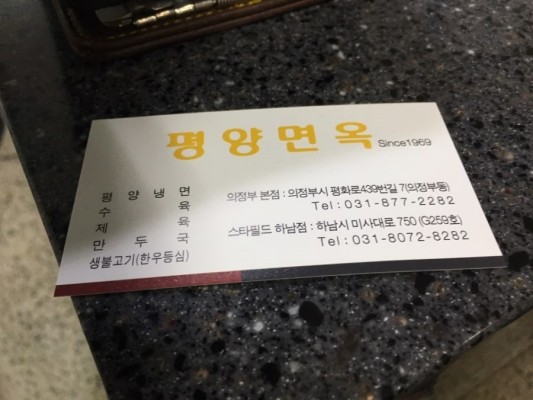 평양면옥 Since1969
평양냉면
수육
제육
만두국
생불고기(한우등심)
의정부 본점 : 의정부시 평화로439번길 7(의정부동)
Tel : 031-877-2282
스타필드 하남점 : 하남시 미사대로 750 (G259호)
Tel : 031-8072-8282